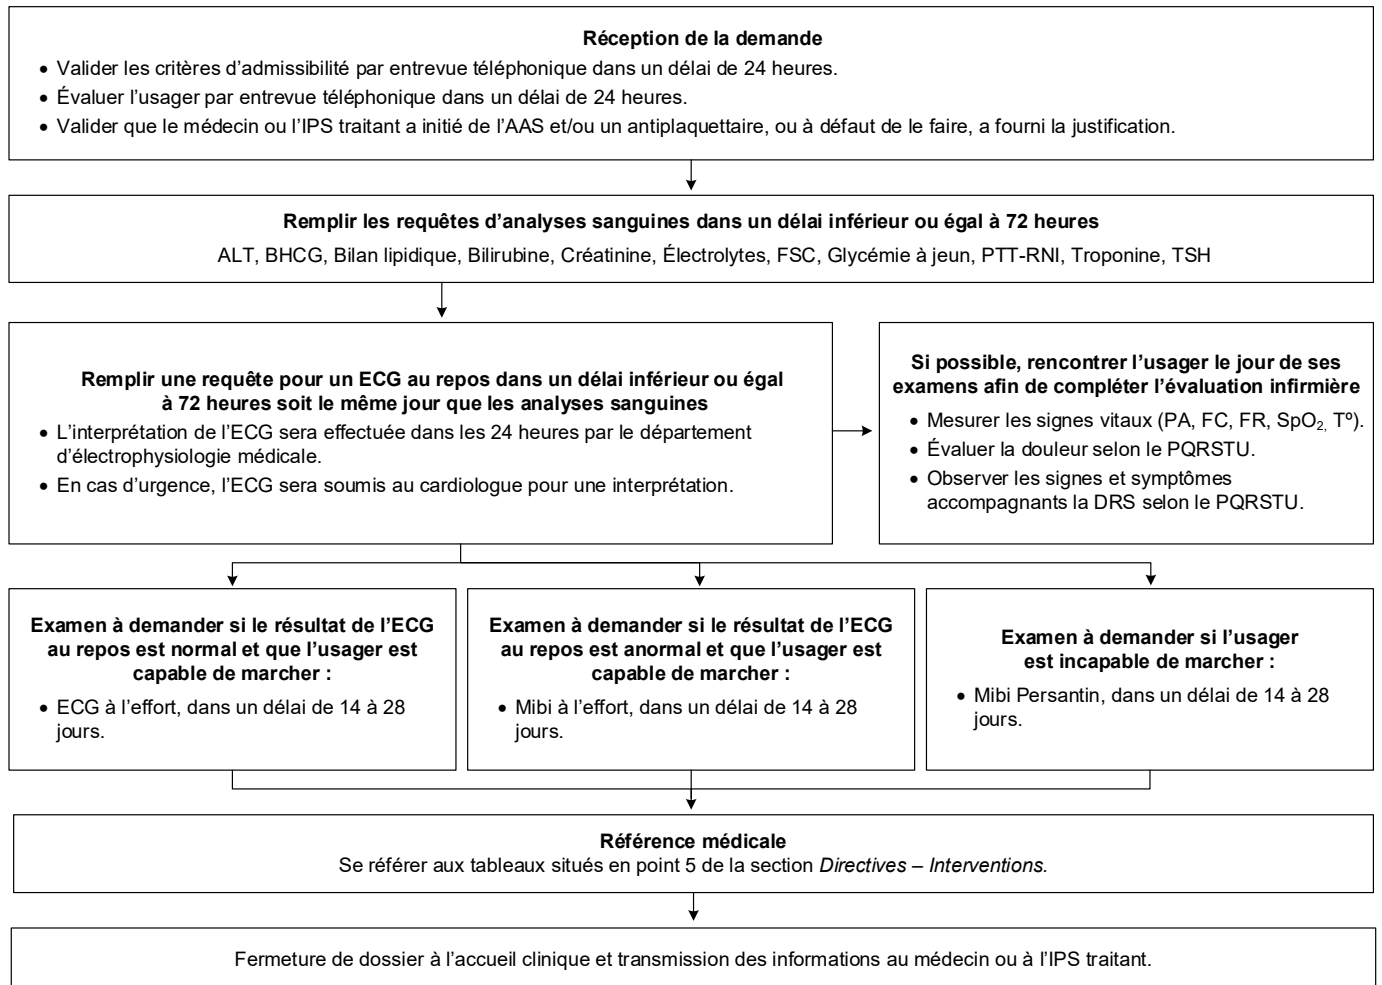 Réception de la demande
• Valider les critères d’admissibilité par entrevue téléphonique dans un délai de 24 heures.
• Évaluer l’usager par entrevue téléphonique dans un délai de 24 heures.
• Valider que le médecin ou l’IPS traitant a initié de l’AAS et/ou un antiplaquettaire, ou à défaut de le faire, a fourni la justification.
Remplir les requêtes d’analyses sanguines dans un délai inférieur ou égal à 72 heures
ALT, BHCG, Bilan lipidique, Bilirubine, Créatinine, Électrolytes, FSC, Glycémie à jeun, PTT-RNI, Troponine, TSH
Remplir une requête pour un ECG au repos dans un délai inférieur ou égal
à 72 heures soit le même jour que les analyses sanguines
• L’interprétation de l’ECG sera effectuée dans les 24 heures par le département
d’électrophysiologie médicale.
• En cas d’urgence, l’ECG sera soumis au cardiologue pour une interprétation.
Si possible, rencontrer l’usager le jour de ses
examens afin de compléter l’évaluation infirmière
• Mesurer les signes vitaux (PA, FC, FR, SpO2, Tº).
• Évaluer la douleur selon le PQRSTU.
• Observer les signes et symptômes
accompagnants la DRS selon le PQRSTU.
Examen à demander si le résultat de l’ECG
au repos est normal et que l’usager est
capable de marcher :
• ECG à l’effort, dans un délai de 14 à 28
jours.
Examen à demander si le résultat de l’ECG
au repos est anormal et que l’usager est
capable de marcher :
• Mibi à l’effort, dans un délai de 14 à 28
jours.
Examen à demander si l’usager
est incapable de marcher :
• Mibi Persantin, dans un délai de 14 à 28
jours.
Référence médicale
Se référer aux tableaux situés en point 5 de la section Directives – Interventions.
Fermeture de dossier à l’accueil clinique et transmission des informations au médecin ou à l’IPS traitant.